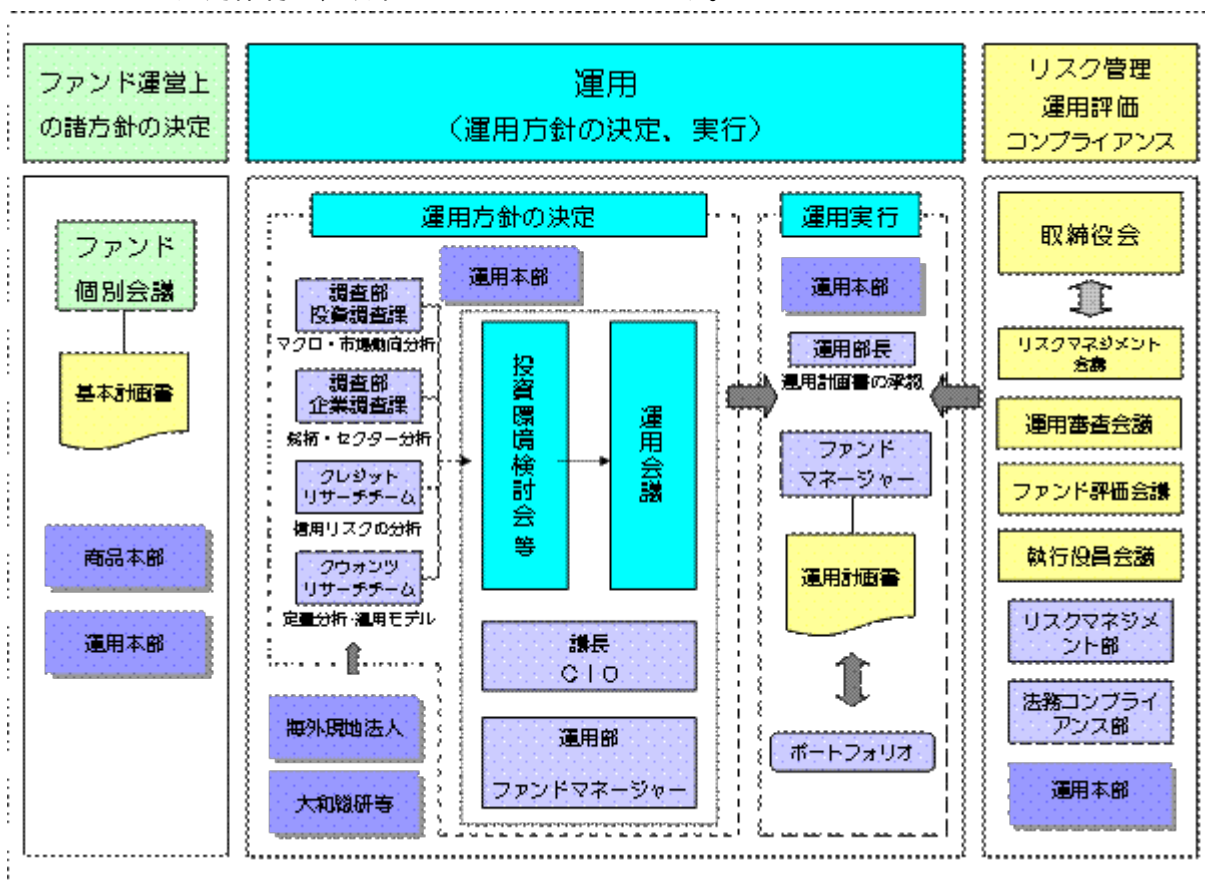 ファンド運営上
の諸方針の決定
運用
（運用方針の決定、実行）
リスク管理
運用評価
コンプライアンス
ファンド
個別会議
基本計画書
商品本部
運用本部
運用方針の決定
運用本部
調査部
投資調査課
マクロ・市場動向分析
調査部
企業調査課
銘柄・セクター分析
クレジット
リサーチチーム
信用リスクの分析
クウォンツ
リサーチチーム
定量分析・運用モデル
海外現地法人
大和総研等
投資環境検討会等
運用会議
議長
ＣＩＯ
運用部
ファンドマネージャー
運用実行
運用本部
運用部長
運用計画書の承認
ファンド
マネージャー
運用計画書
ポートフォリオ
取締役会
リスクマネジメント
会議
運用審査会議
ファンド評価会議
執行役員会議
リスクマネジメ
ント部
法務コンプライ
アンス部
運用本部